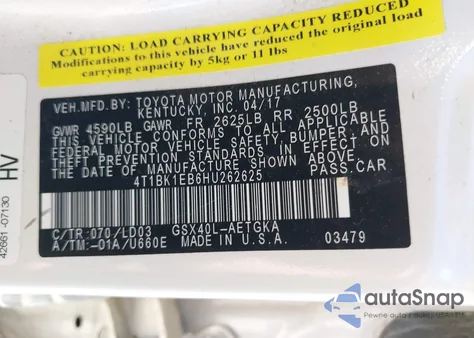 CAUTION: LOAD CARRYING CAPACITY REDUCED
Modifications to this vehicle have reduced the original load
carrying capacity by 5kg or 11 lbs
VEH. MFD. BY: TOYOTA MOTOR MANUFACTURING,
KENTUCKY, INC. 04/17
GVWR 4590LB GAWR FR 2625LB RR 2500LB
THIS VEHICLE CONFORMS TO ALL APPLICABLE
FEDERAL MOTOR VEHICLE SAFETY, BUMPER, AND
THEFT PREVENTION STANDARDS IN EFFECT ON THE
DATE OF MANUFACTURE SHOWN ABOVE.
4T1BK1EB6HU262625 PASS.CAR
C/TR:070/LD03 GSX40L-AETGKA
A/TM:-01A/U660E MADE IN U.S.A. 03479
42661-07130
HV
autoSnap
Pewne auto z USA